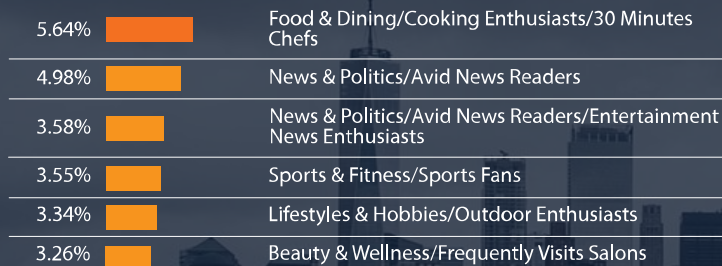 5.64%
Food & Dining/Cooking Enthusiasts/30 Minutes
Chefs
4.98%
News & Politics/Avid News Readers
3.58%
News & Politics/Avid News Readers/Entertainment
News Enthusiasts
3.55%
Sports & Fitness/Sports Fans
3.34%
Lifestyles & Hobbies/Outdoor Enthusiasts
3.26%
Beauty & Wellness/Frequently Visits Salons